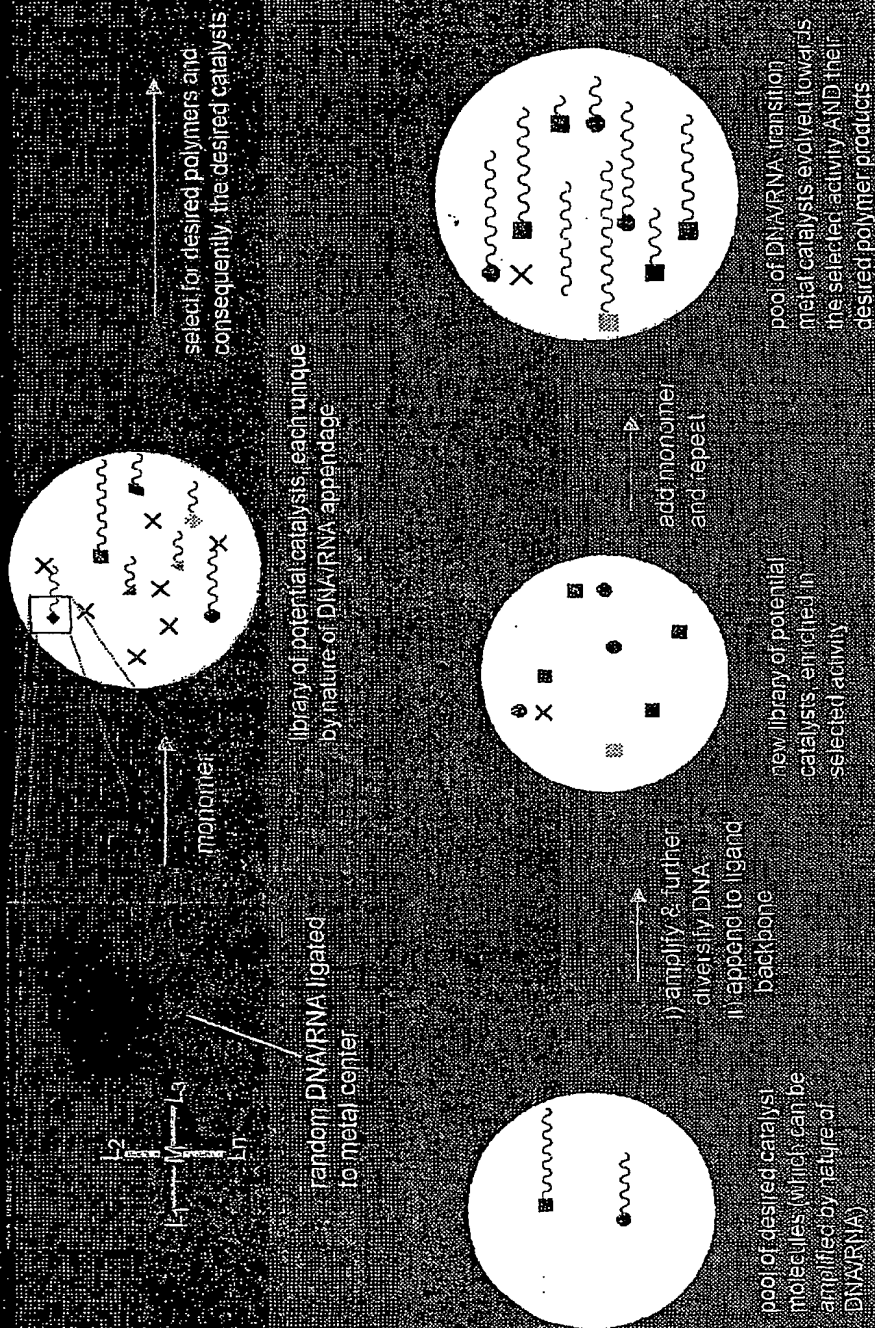 L2
L1
M
L3
Ln
random DNA/RNA ligated
to metal center
monomer
library of potential catalysts, each unique
by nature of DNA/RNA appendage
select for desired polymers and
consequently, the desired catalysts
pool of desired catalyst
molecules (which can be
amplified by nature of
DNA/RNA)
i) amplify & further
diversify DNA
ii) append to ligand
backbone
new library of potential
catalysts, enriched in
selected activity
add monomer
and repeat
pool of DNA/RNA transition
metal catalysts evolved towards
the selected activity AND their
desired polymer products